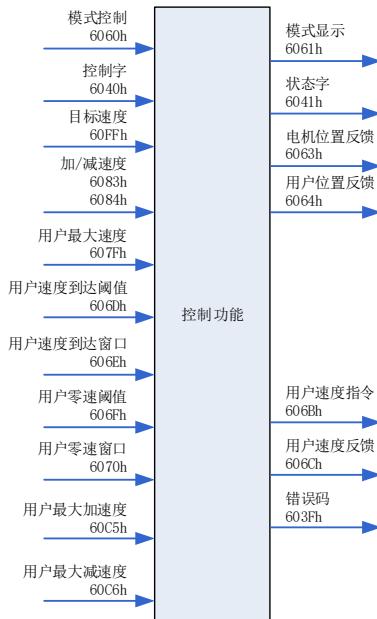 模式控制
6060h
控制字
6040h
目标速度
60FFh
加/减速度
6083h
6084h
用户最大速度
607Fh
用户速度到达阈值
606Dh
用户速度到达窗口
606Eh
用户零速阈值
606Fh
用户零速窗口
6070h
用户最大加速度
60C5h
用户最大减速度
60C6h
控制功能
模式显示
6061h
状态字
6041h
电机位置反馈
6063h
用户位置反馈
6064h
用户速度指令
606Bh
用户速度反馈
606Ch
错误码
603Fh